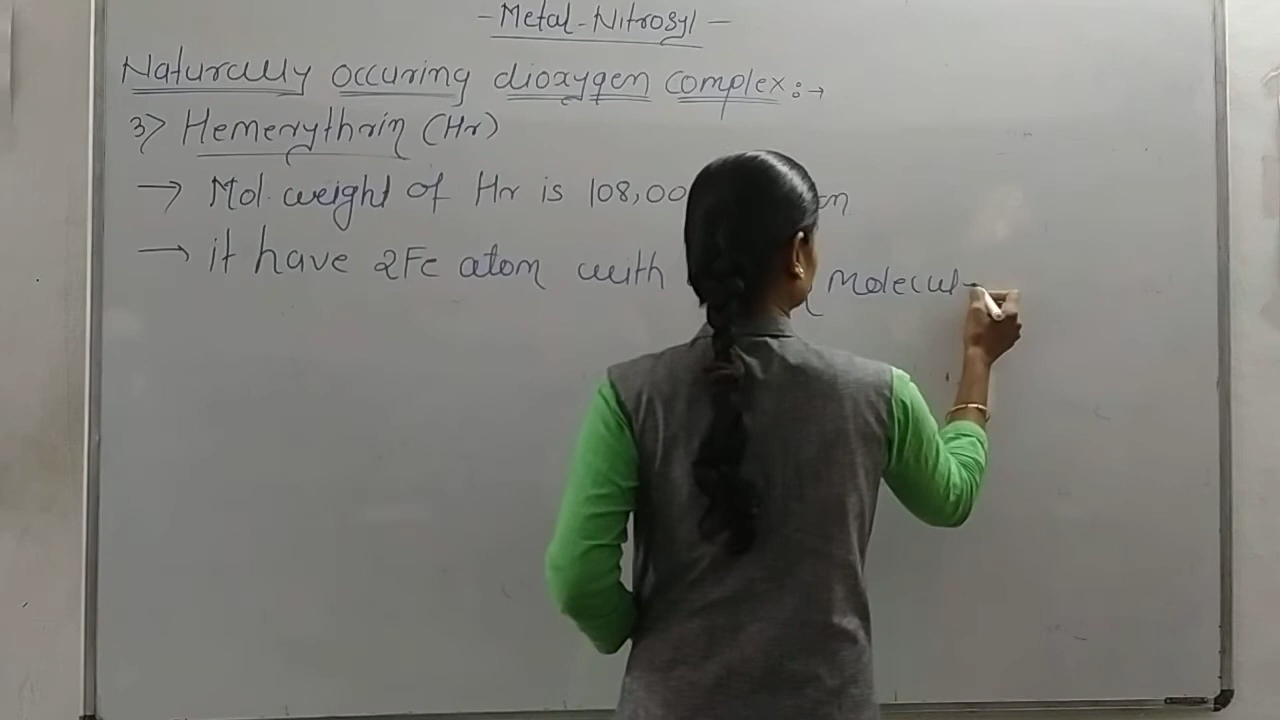 - Metal-Nitrosyl -
Naturally occuring dioxygen complex:→
3> Hemerythrin (Hr)
→ Mol. weight of Hr is 108,00
→ it have 2Fe atom with molecul